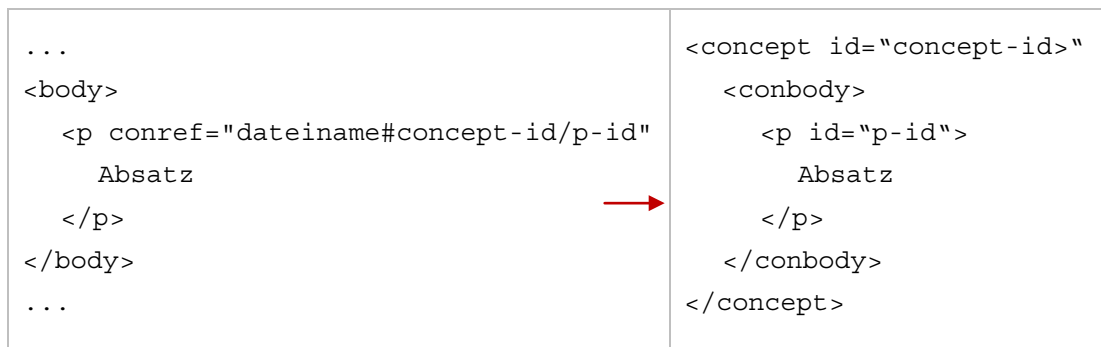 ...
<body>
<p conref="dateiname#concept-id/p-id"
Absatz
</p>
</body>
...
<concept id=“concept-id>“
<conbody>
<p id=“p-id“>
Absatz
</p>
</conbody>
</concept>